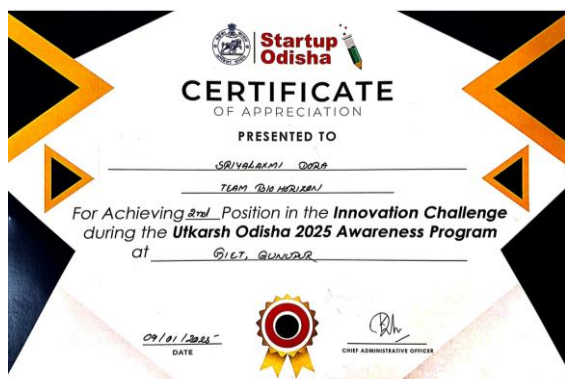 Startup
Odisha
CERTIFICATE
OF APPRECIATION
PRESENTED TO
SRIYALAXMI DORA
TEAM BIO HORIZON
For Achieving 2nd Position in the Innovation Challenge
during the Utkarsh Odisha 2025 Awareness Program
at GIET, GUNUPUR
09/01/2025
DATE
CHIEF ADMINISTRATIVE OFFICER